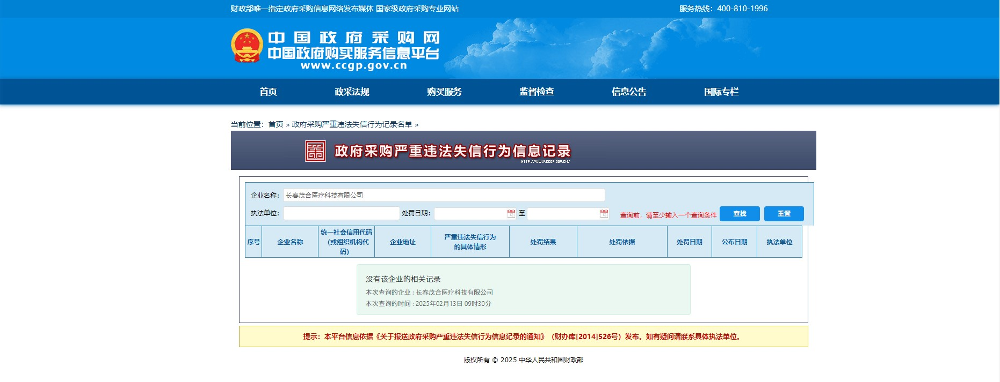 财政部唯一指定政府采购信息网络发布媒体 国家级政府采购专业网站 服务热线：400-810-1996
中国政府采购网
中国政府购买服务信息平台
www.ccgp.gov.cn
首页 政采法规 购买服务 监督检查 信息公告 国际专栏
当前位置：首页 » 政府采购严重违法失信行为记录名单 »
政府采购严重违法失信行为信息记录
HTTP://WWW.CCGP.GOV.CN/
企业名称：长春茂合医疗科技有限公司
执法单位： 处罚日期： 至 查询前，请至少输入一个查询条件 查找 重置
序号 企业名称 统一社会信用代码(或组织机构代码) 企业地址 严重违法失信行为的具体情形 处罚结果 处罚依据 处罚日期 公布日期 执法单位
没有该企业的相关记录
本次查询的企业 : 长春茂合医疗科技有限公司
本次查询的时间 : 2025年02月13日 09时30分
提示：本平台信息依据《关于报送政府采购严重违法失信行为信息记录的通知》（财办库[2014]526号）发布。如有疑问请联系具体执法单位。
版权所有 © 2025 中华人民共和国财政部